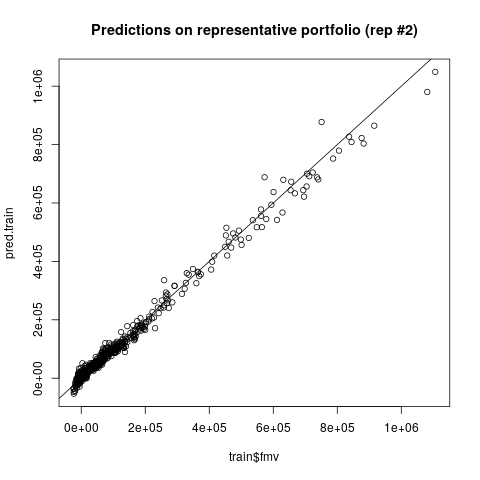 Predictions on representative portfolio (rep #2)
1e+06
8e+05
6e+05
4e+05
2e+05
0e+00
pred.train
0e+00 2e+05 4e+05 6e+05 8e+05 1e+06
train$fmv